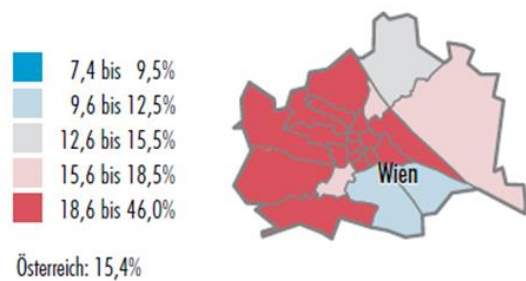 7,4 bis 9,5%
9,6 bis 12,5%
12,6 bis 15,5%
15,6 bis 18,5%
18,6 bis 46,0%
Wien
Österreich: 15,4%